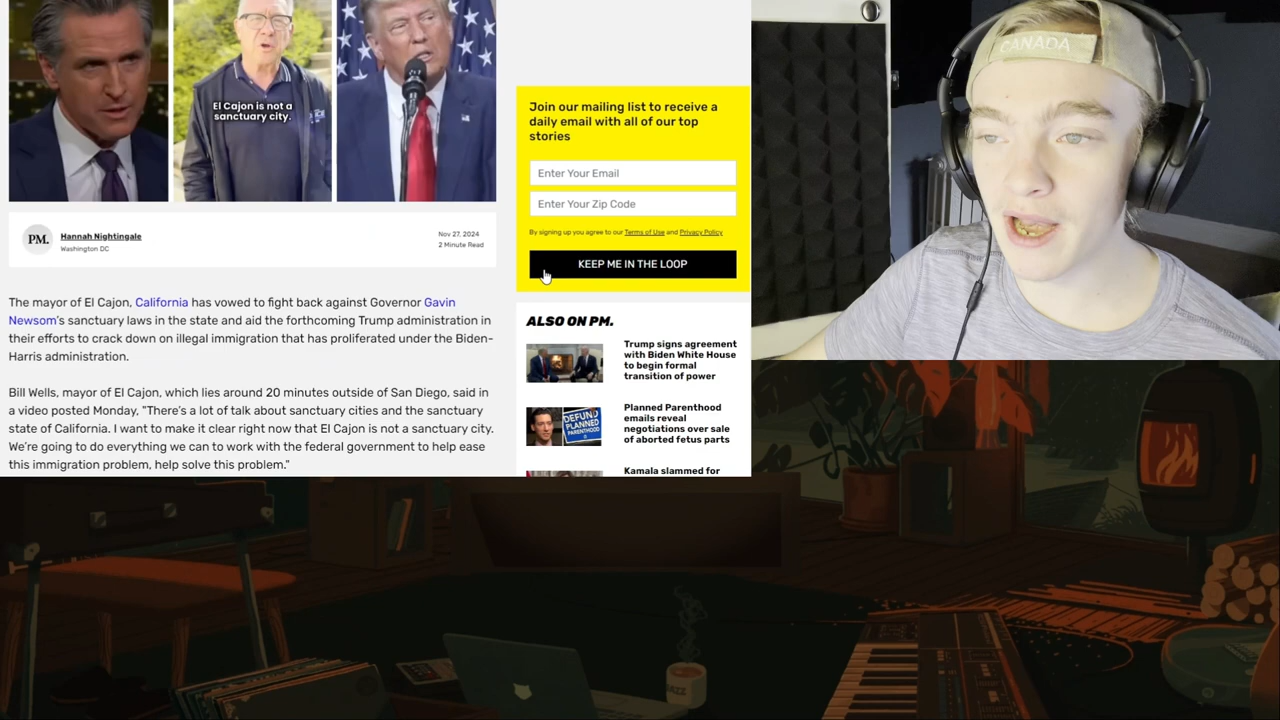 El Cajon is not a
sanctuary city.
PM.
Hannah Nightingale
Washington DC
Nov 27, 2024
2 Minute Read
The mayor of El Cajon, California has vowed to fight back against Governor Gavin
Newsom's sanctuary laws in the state and aid the forthcoming Trump administration in
their efforts to crack down on illegal immigration that has proliferated under the Biden-
Harris administration.
Bill Wells, mayor of El Cajon, which lies around 20 minutes outside of San Diego, said in
a video posted Monday, "There's a lot of talk about sanctuary cities and the sanctuary
state of California. I want to make it clear right now that El Cajon is not a sanctuary city.
We're going to do everything we can to work with the federal government to help ease
this immigration problem, help solve this problem."
Join our mailing list to receive a
daily email with all of our top
stories
Enter Your Email
Enter Your Zip Code
By signing up you agree to our Terms of Use and Privacy Policy
KEEP ME IN THE LOOP
ALSO ON PM.
Trump signs agreement
with Biden White House
to begin formal
transition of power
DEFUND
PLANNED
PARENTHOOD
Planned Parenthood
emails reveal
negotiations over sale
of aborted fetus parts
Kamala slammed for
CANADA
JAZZ